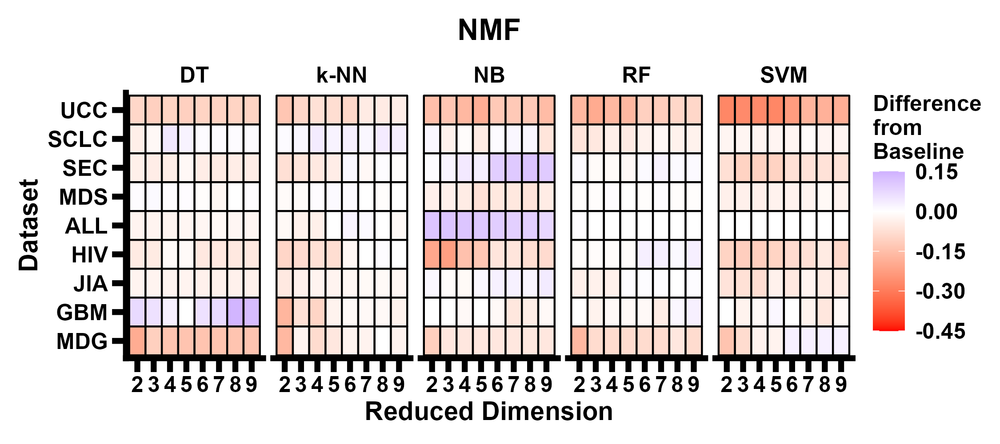 NMF
DT k-NN NB RF SVM
UCC
SCLC
SEC
MDS
ALL
HIV
JIA
GBM
MDG
Dataset
2 3 4 5 6 7 8 9 2 3 4 5 6 7 8 9 2 3 4 5 6 7 8 9 2 3 4 5 6 7 8 9 2 3 4 5 6 7 8 9
Reduced Dimension
Difference
from
Baseline
0.15
0.00
-0.15
-0.30
-0.45